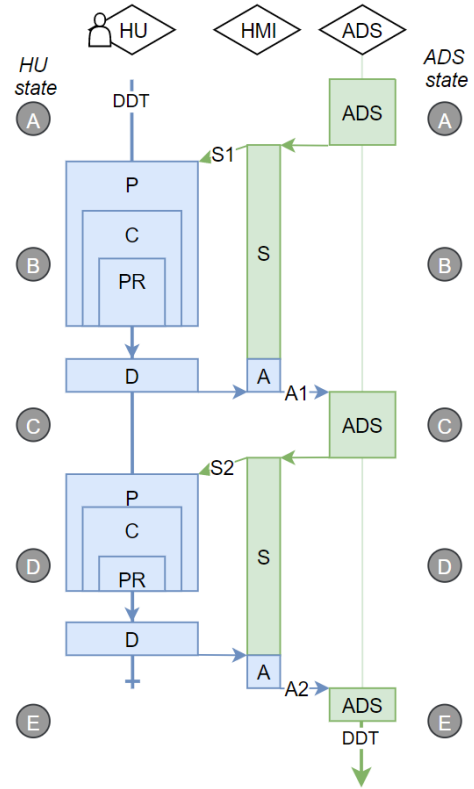 HU HMI ADS
HU
state
ADS
state
DDT
A ADS A
S1
P
C
PR
S
B B
D A A1
C ADS C
S2
P
C
PR
S
D D
D
A A2
ADS
E E
DDT